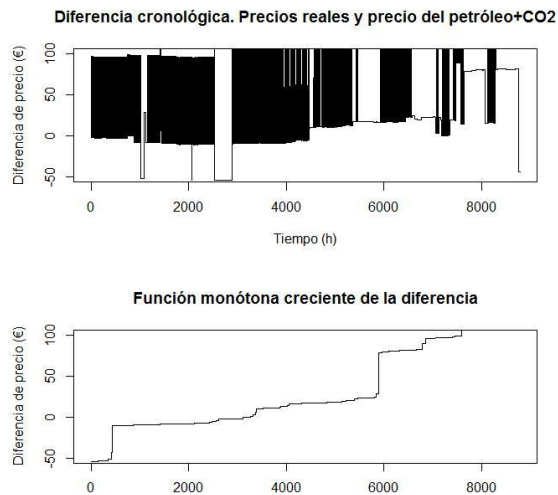 Diferencia cronológica. Precios reales y precio del petróleo+CO2
Diferencia de precio (€)
100
50
0
-50
0 2000 4000 6000 8000
Tiempo (h)
Función monótona creciente de la diferencia
Diferencia de precio (€)
100
50
0
-50
0 2000 4000 6000 8000